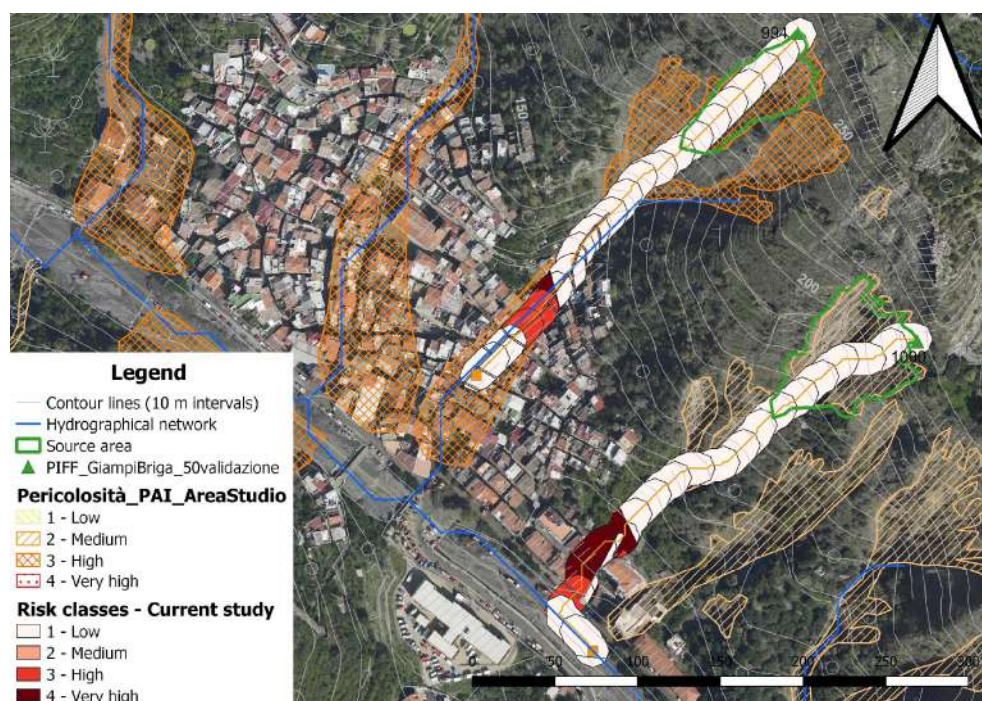 994
150
250
200
1090
Legend
Contour lines (10 m intervals)
Hydrographical network
Source area
PIFF_GiampiBriga_50validazione
Pericolosità_PAI_AreaStudio
1 - Low
2 - Medium
3 - High
4 - Very high
Risk classes - Current study
1 - Low
2 - Medium
3 - High
4 - Very high
0 50 100 150 200 250 300